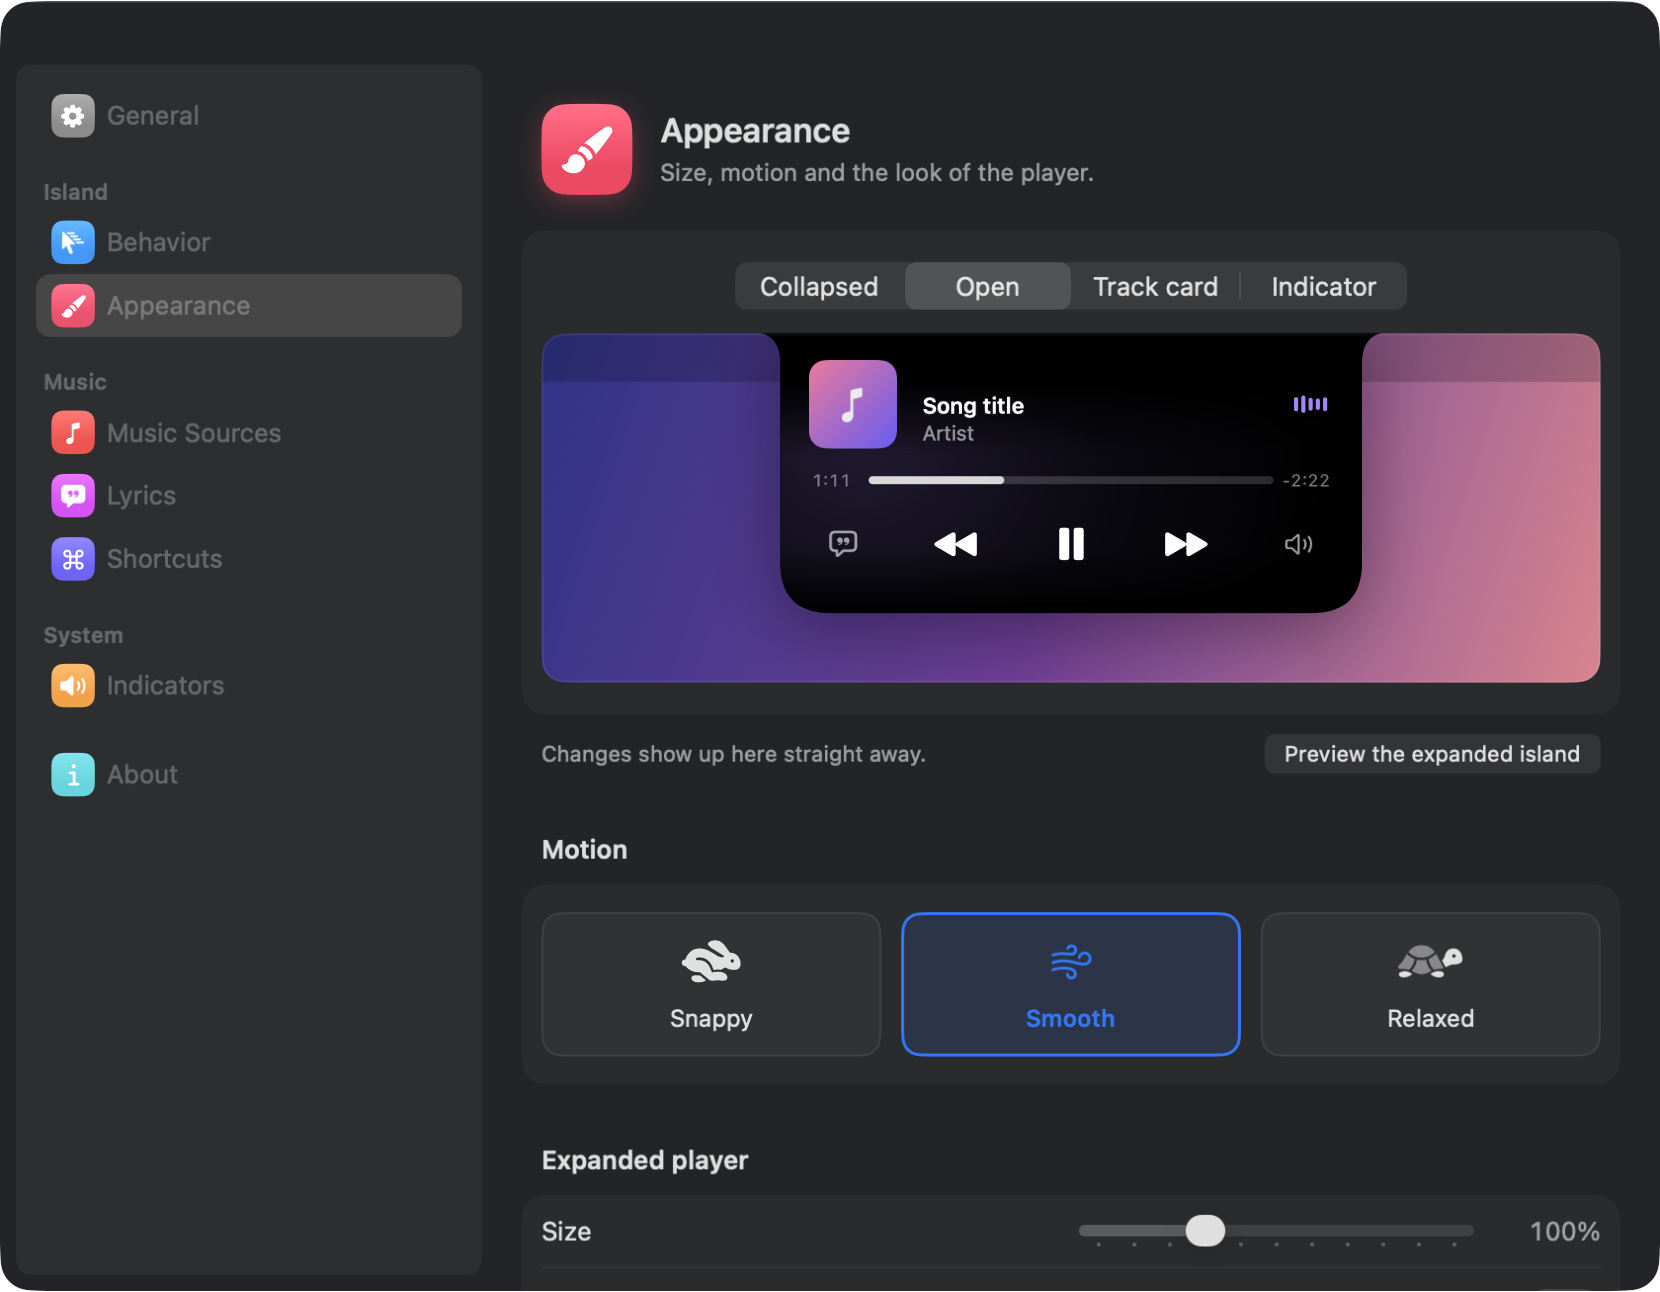 General
Island
Behavior
Appearance
Music
Music Sources
Lyrics
Shortcuts
System
Indicators
About
Appearance
Size, motion and the look of the player.
Collapsed
Open
Track card
Indicator
Song title
Artist
1:11
-2:22
Changes show up here straight away.
Preview the expanded island
Motion
Snappy
Smooth
Relaxed
Expanded player
Size
100%